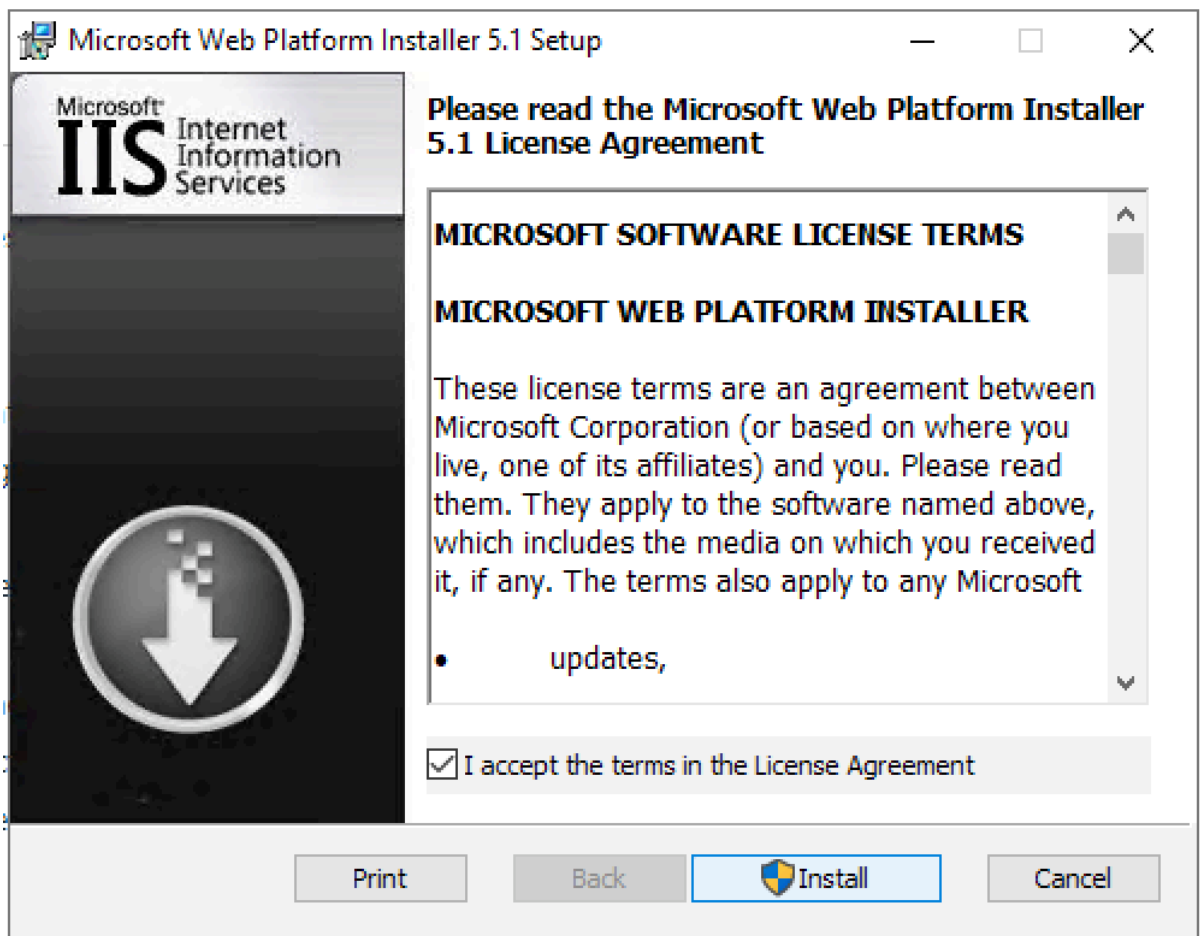 Microsoft Web Platform Installer 5.1 Setup
Microsoft
IIS Internet
Information
Services
Please read the Microsoft Web Platform Installer
5.1 License Agreement
MICROSOFT SOFTWARE LICENSE TERMS
MICROSOFT WEB PLATFORM INSTALLER
These license terms are an agreement between
Microsoft Corporation (or based on where you
live, one of its affiliates) and you. Please read
them. They apply to the software named above,
which includes the media on which you received
it, if any. The terms also apply to any Microsoft
• updates,
I accept the terms in the License Agreement
Print Back Install Cancel